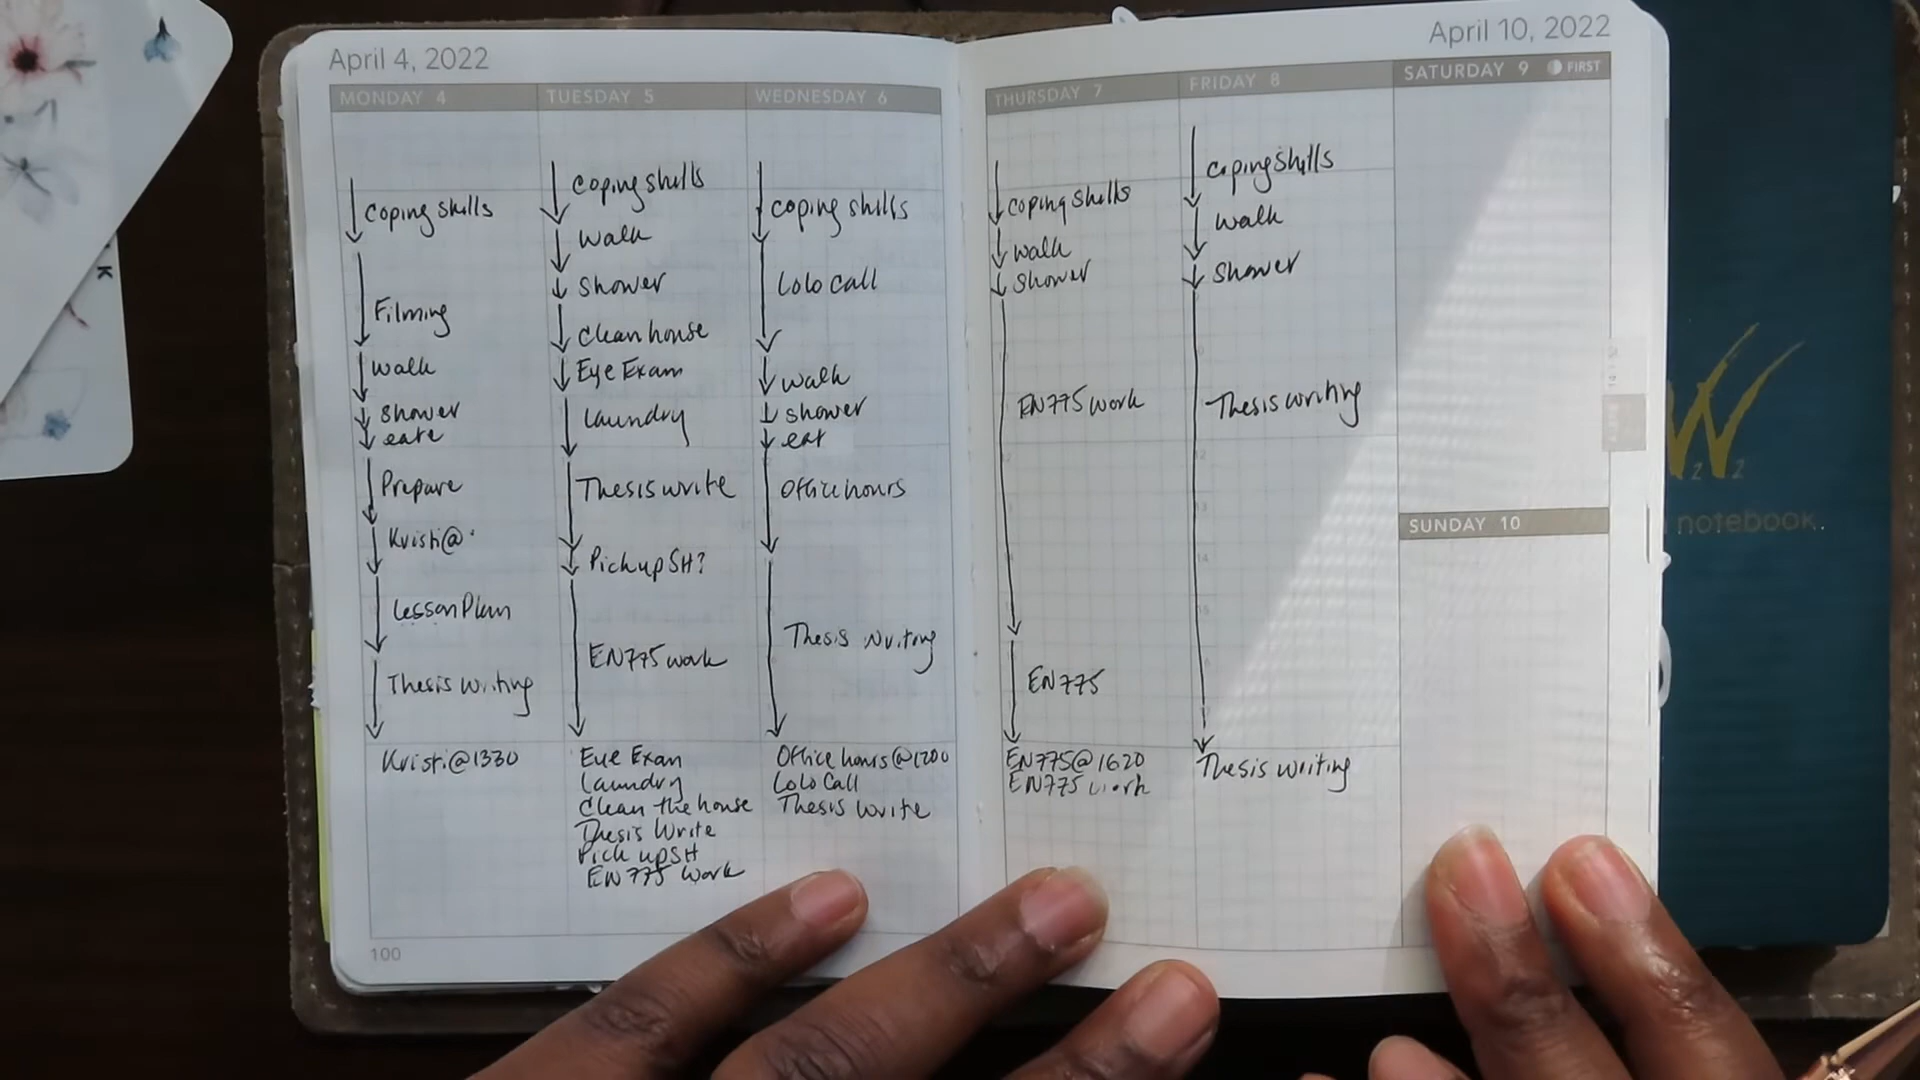 April 4, 2022
MONDAY 4
Coping skills
Filming
walk
Shower
eate
Prepare
Kristi@
Lesson Plan
Thesis writing
Kristi@1330
TUESDAY 5
Coping skills
Walk
Shower
Clean house
Eye Exam
Laundry
Thesis write
Pick up SH?
EN775 work
Eye Exam
Laundry
Clean the house
Thesis Write
Pick up SH
EN775 Work
WEDNESDAY 6
Coping skills
Lolo Call
walk
shower
eat
Office hours
Thesis Writing
Office hours@1200
Lolo Call
Thesis Write
100
April 10, 2022
THURSDAY 7
Coping skills
walk
Shower
EN775 work
EN775
EN775@1620
EN775 work
FRIDAY 8
Coping skills
Walk
Shower
Thesis writing
Thesis writing
SATURDAY 9 FIRST
SUNDAY 10
W
22
notebook.
K